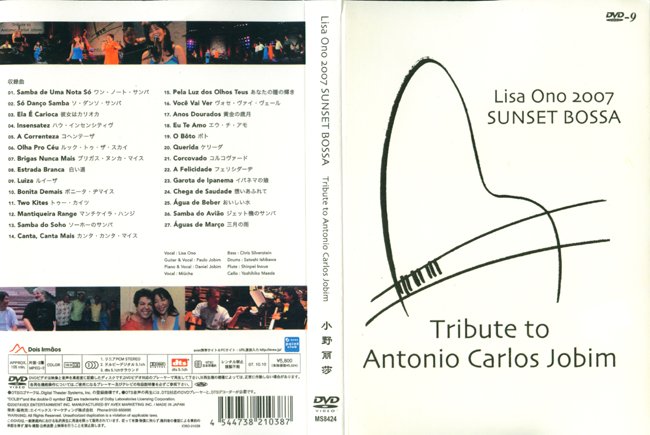 収録曲
01. Samba de Uma Nota Só ワン・ノート・サンバ
02. Só Danço Samba ソ・ダンソ・サンバ
03. Ela É Carioca 彼女はカリオカ
04. Insensatez ハウ・インセンシティヴ
05. A Correnteza コヘンテーザ
06. Olha Pro Céu ルック・トゥ・ザ・スカイ
07. Brigas Nunca Mais ブリガス・ヌンカ・マイス
08. Estrada Branca 白い道
09. Luiza ルイーザ
10. Bonita Demais ボニータ・ヂマイス
11. Two Kites トゥー・カイツ
12. Mantiqueira Range マンチケイラ・ハンジ
13. Samba do Soho ソーホーのサンバ
14. Canta, Canta Mais カンタ・カンタ・マイス
15. Pela Luz dos Olhos Teus あなたの瞳の輝き
16. Você Vai Ver ヴォセ・ヴァイ・ヴェール
17. Anos Dourados 黄金の歳月
18. Eu Te Amo エウ・チ・アモ
19. O Bôto ボト
20. Querida ケリーダ
21. Corcovado コルコヴァード
22. A Felicidade ア・フェリシダーヂ
23. Garota de Ipanema イパネマの娘
24. Chega de Saudade 想いあふれて
25. Água de Beber おいしい水
26. Samba do Avião ジェット機のサンバ
27. Águas de Março 三月の雨
Vocal : Lisa Ono
Guitar & Vocal : Paulo Jobim
Piano & Vocal : Daniel Jobim
Vocal : Miúcha
Bass : Chris Silverstein
Drums : Satoshi Ishikawa
Flute : Shinpei Inoue
Cello : Yoshihiko Maeda
Dois Irmãos
COLOR
dts
¥5,800
DVD
VIDEO
4 544738 210387
Lisa Ono 2007 SUNSET BOSSA
Tribute to Antonio Carlos Jobim
小野丽莎
DVD
VIDEO
MS8424
DVD-9
Lisa Ono 2007
SUNSET BOSSA
Tribute to
Antonio Carlos Jobim